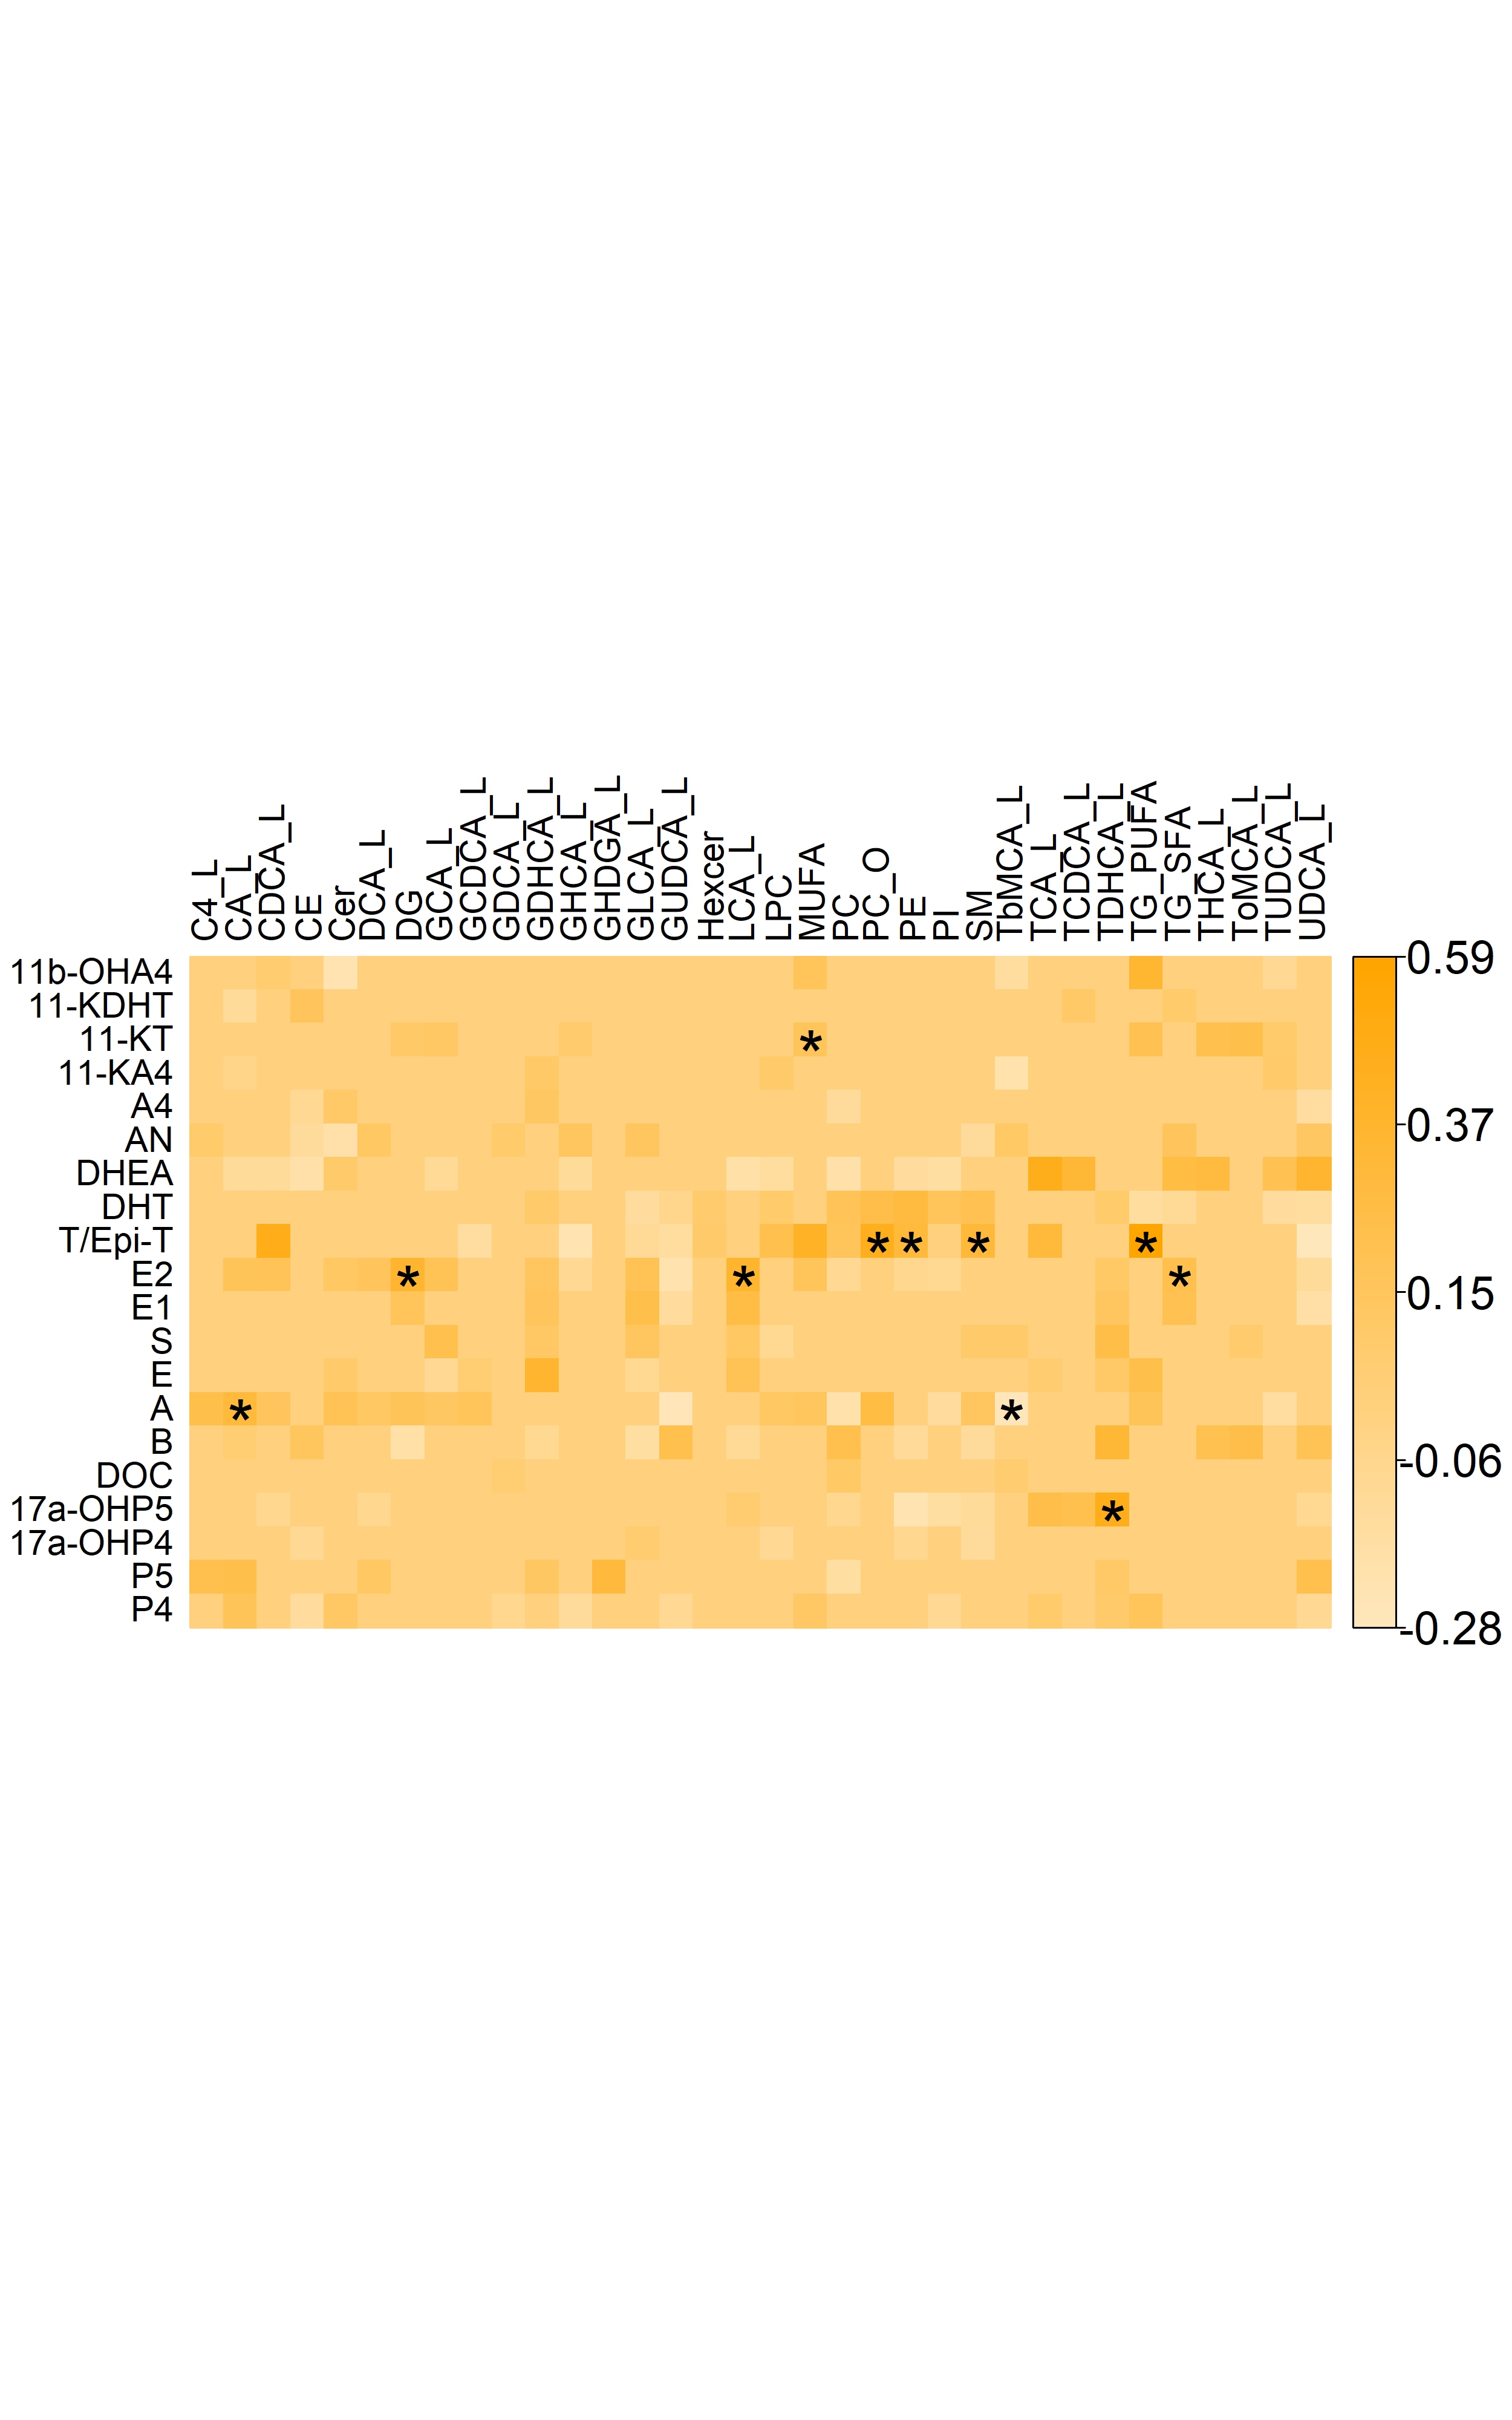 C4_L
CA_L
CDCA_L
CE
Cer
DCA_L
DG
GCA_L
GCDCA_L
GDCA_L
GDHCA_L
GHCA_L
GHDGA_L
GLCA_L
GUDCA_L
Hexcer
LCA_L
LPC
MUFA
PC
PC_O
PE
PI
SM
TbMCA_L
TCA_L
TCDCA_L
TDHCA_L
TG_PUFA
TG_SFA
THCA_L
ToMCA_L
TUDCA_L
UDCA_L
11b-OHA4
11-KDHT
11-KT *
11-KA4
A4
AN
DHEA
DHT
T/Epi-T * * * *
E2 * * *
E1
S
E
A * *
B
DOC
17a-OHP5 *
17a-OHP4
P5
P4
0.59
0.37
0.15
-0.06
-0.28